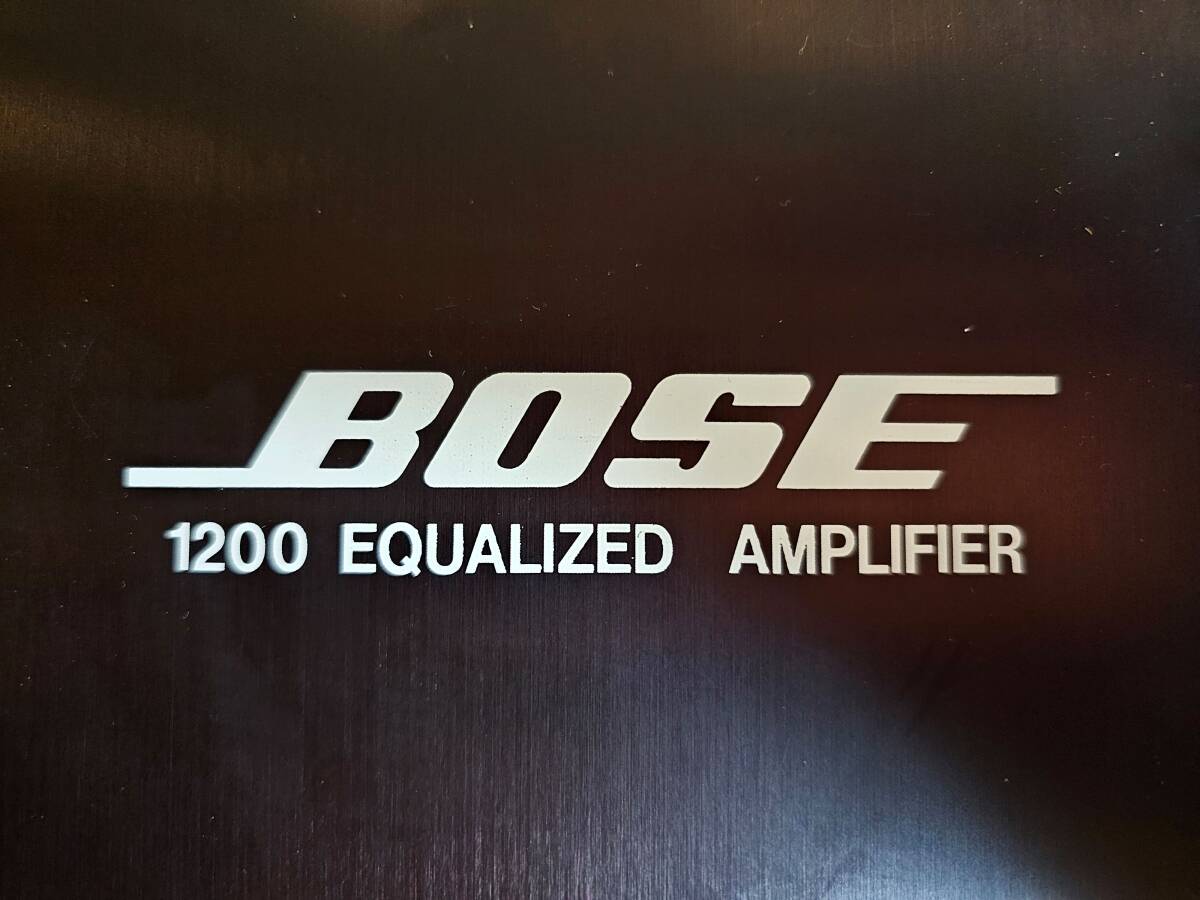 BOSE
1200 EQUALIZED AMPLIFIER